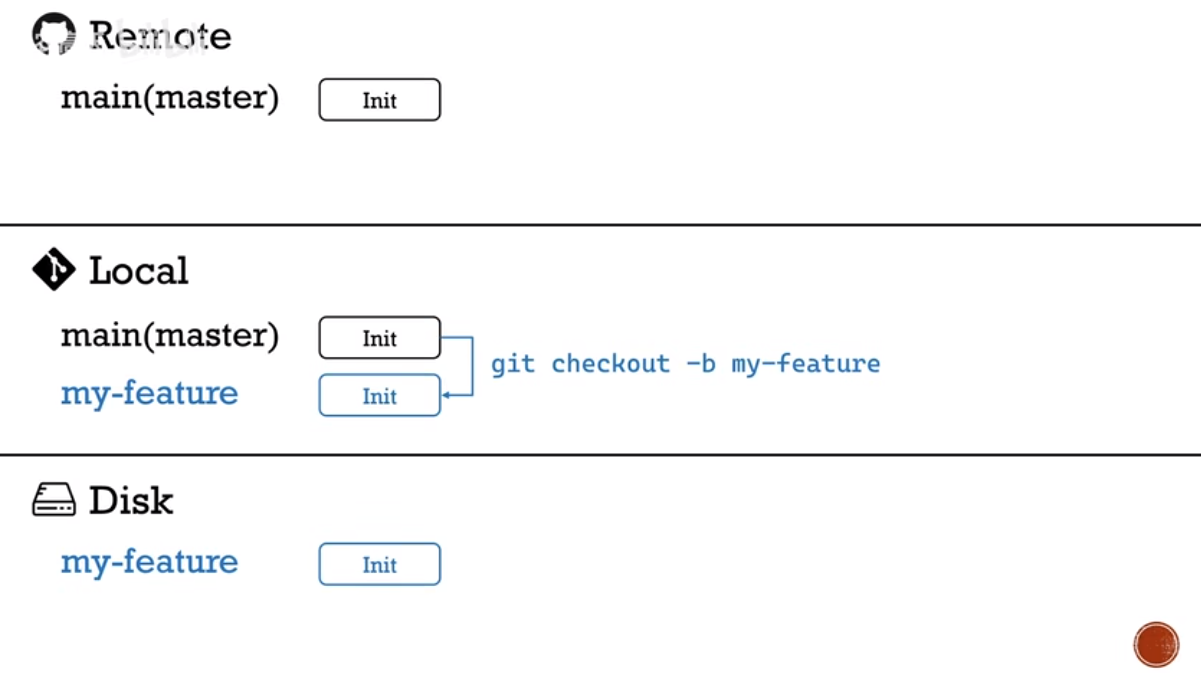 Remote
main(master) Init
Local
main(master) Init
git checkout -b my-feature
my-feature Init
Disk
my-feature Init